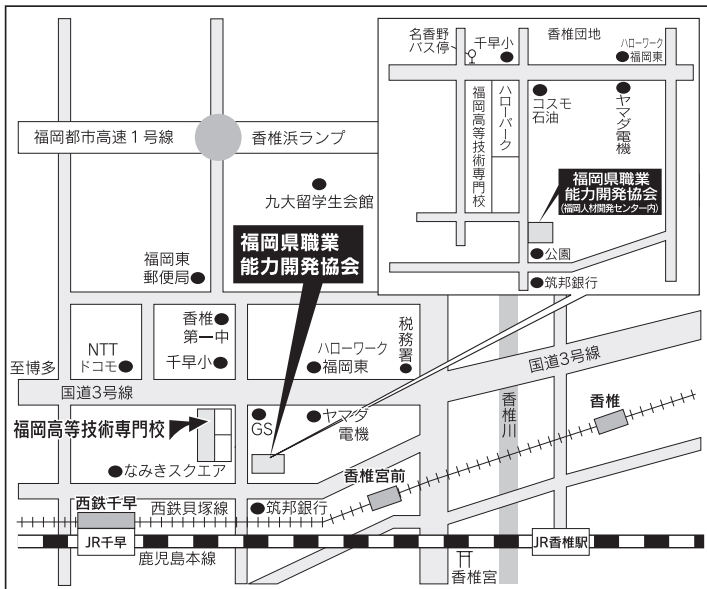 名香野
バス停
千早小
香椎団地
ハローワーク
福岡東
福岡高等技術専門校
ハローパーク
コスモ
石油
ヤマダ電機
福岡県職業
能力開発協会
(福岡人材開発センター内)
公園
筑邦銀行
福岡都市高速1号線
香椎浜ランプ
九大留学生会館
福岡県職業
能力開発協会
福岡東
郵便局
香椎
第一中
千早小
NTT
ドコモ
ハローワーク
福岡東
税務署
至博多
国道3号線
国道3号線
福岡高等技術専門校
GS
ヤマダ
電機
香椎川
香椎
なみきスクエア
香椎宮前
西鉄千早
西鉄貝塚線
筑邦銀行
JR千早
鹿児島本線
JR香椎駅
香椎宮